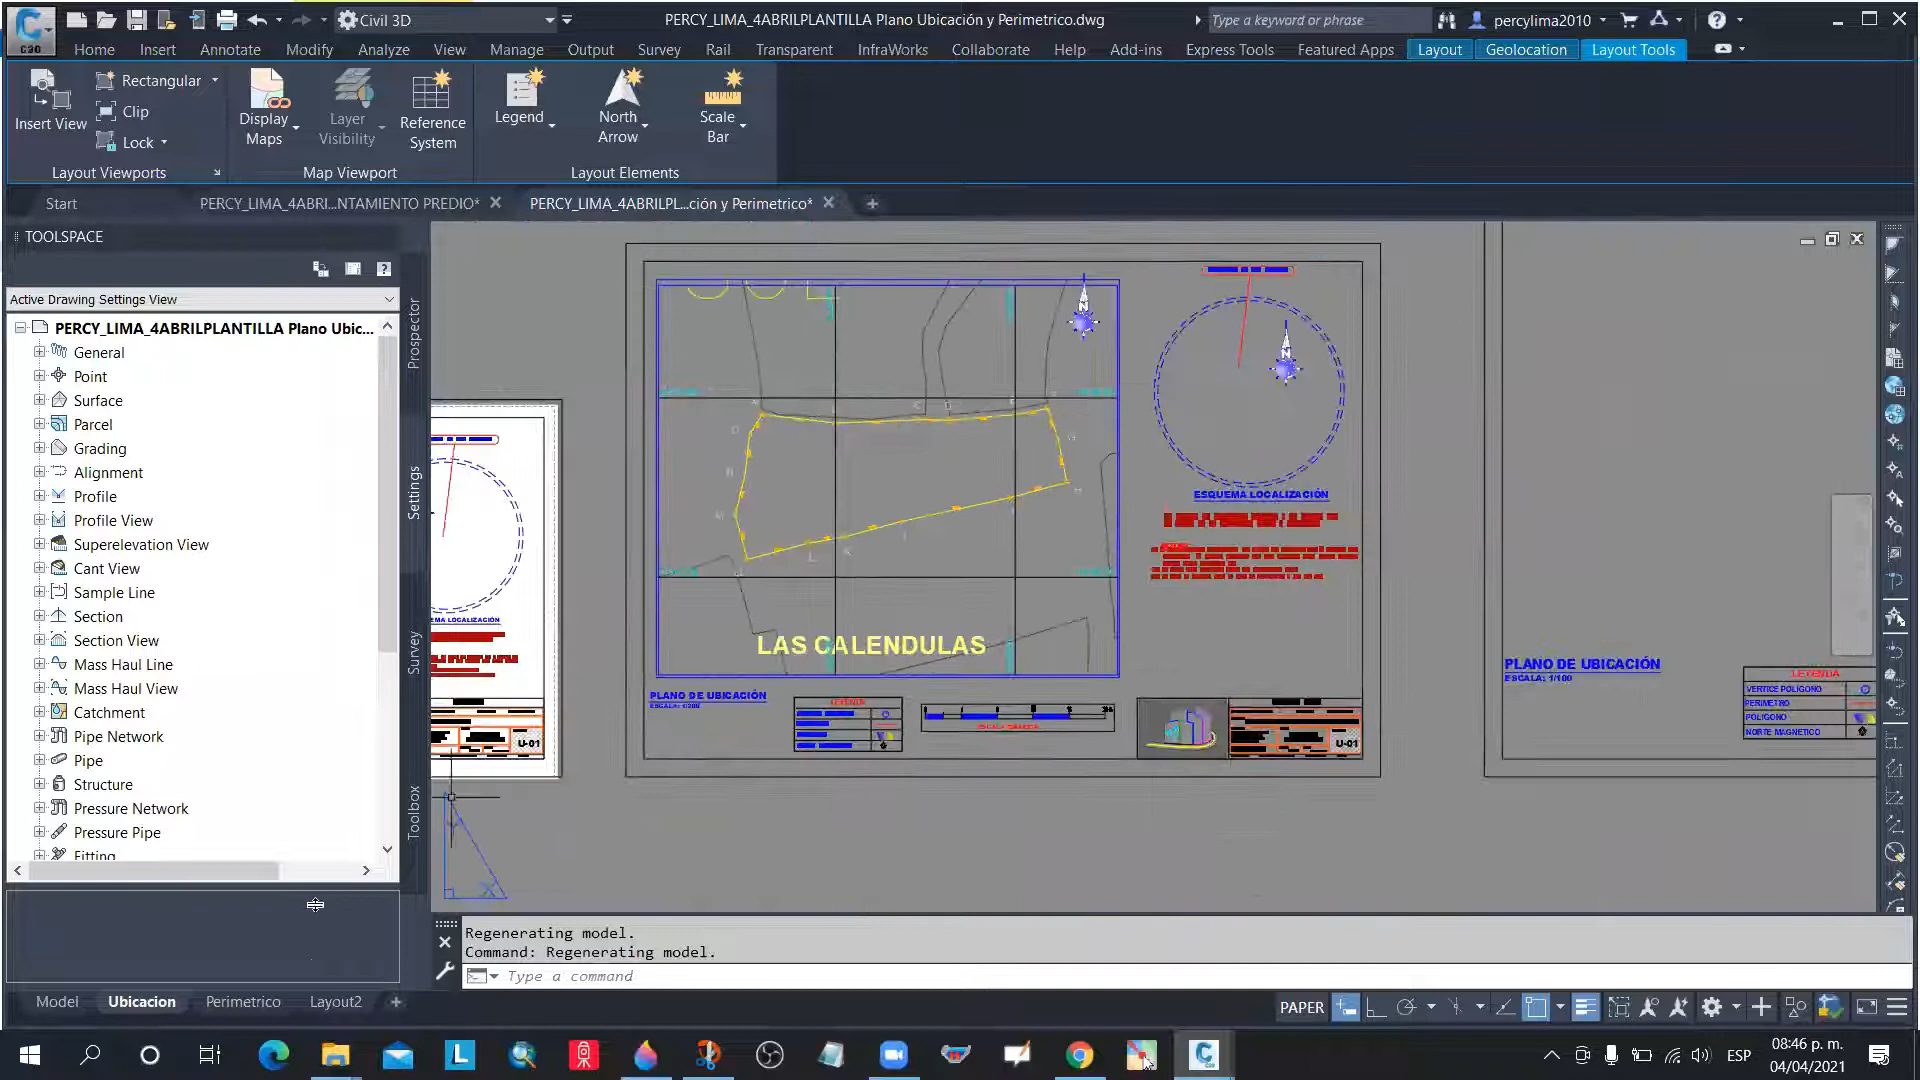 C3D
Civil 3D
PERCY_LIMA_4ABRILPLANTILLA Plano Ubicación y Perimetrico.dwg
Type a keyword or phrase
percylima2010
Home Insert Annotate Modify Analyze View Manage Output Survey Rail Transparent InfraWorks Collaborate Help Add-ins Express Tools Featured Apps Layout Geolocation Layout Tools
Insert View
Rectangular
Clip
Lock
Display Maps
Layer Visibility
Reference System
Legend
North Arrow
Scale Bar
Layout Viewports
Map Viewport
Layout Elements
Start
PERCY_LIMA_4ABRI...NTAMIENTO PREDIO*
PERCY_LIMA_4ABRILPL...ción y Perimetrico*
TOOLSPACE
Active Drawing Settings View
PERCY_LIMA_4ABRILPLANTILLA Plano Ubic...
General
Point
Surface
Parcel
Grading
Alignment
Profile
Profile View
Superelevation View
Cant View
Sample Line
Section
Section View
Mass Haul Line
Mass Haul View
Catchment
Pipe Network
Pipe
Structure
Pressure Network
Pressure Pipe
Fitting
Prospector
Settings
Survey
Toolbox
EMA LOCALIZACIÓN
U-01
N
LAS CALENDULAS
PLANO DE UBICACIÓN
LEYENDA
N
ESQUEMA LOCALIZACIÓN
U-01
PLANO DE UBICACIÓN
ESCALA: 1/100
LEYENDA
VERTICE POLIGONO
PERIMETRO
POLIGONO
NORTE MAGNETICO
X
Regenerating model.
Command: Regenerating model.
Type a command
Model Ubicacion Perimetrico Layout2
PAPER
ESP
08:46 p. m.
04/04/2021